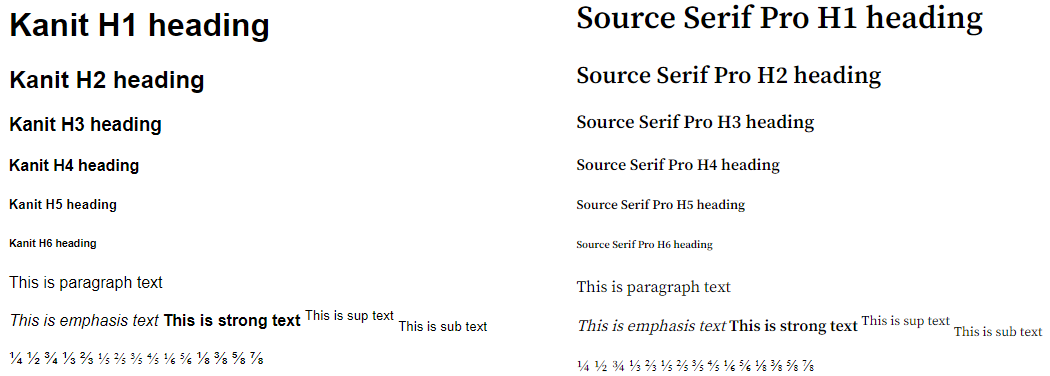 Kanit H1 heading
Kanit H2 heading
Kanit H3 heading
Kanit H4 heading
Kanit H5 heading
Kanit H6 heading
This is paragraph text
This is emphasis text This is strong text This is sup text This is sub text
¼ ½ ¾ ⅓ ⅔ ⅕ ⅖ ⅗ ⅘ ⅙ ⅚ ⅛ ⅜ ⅝ ⅞
Source Serif Pro H1 heading
Source Serif Pro H2 heading
Source Serif Pro H3 heading
Source Serif Pro H4 heading
Source Serif Pro H5 heading
Source Serif Pro H6 heading
This is paragraph text
This is emphasis text This is strong text This is sup text This is sub text
¼ ½ ¾ ⅓ ⅔ ⅕ ⅖ ⅗ ⅘ ⅙ ⅚ ⅛ ⅜ ⅝ ⅞